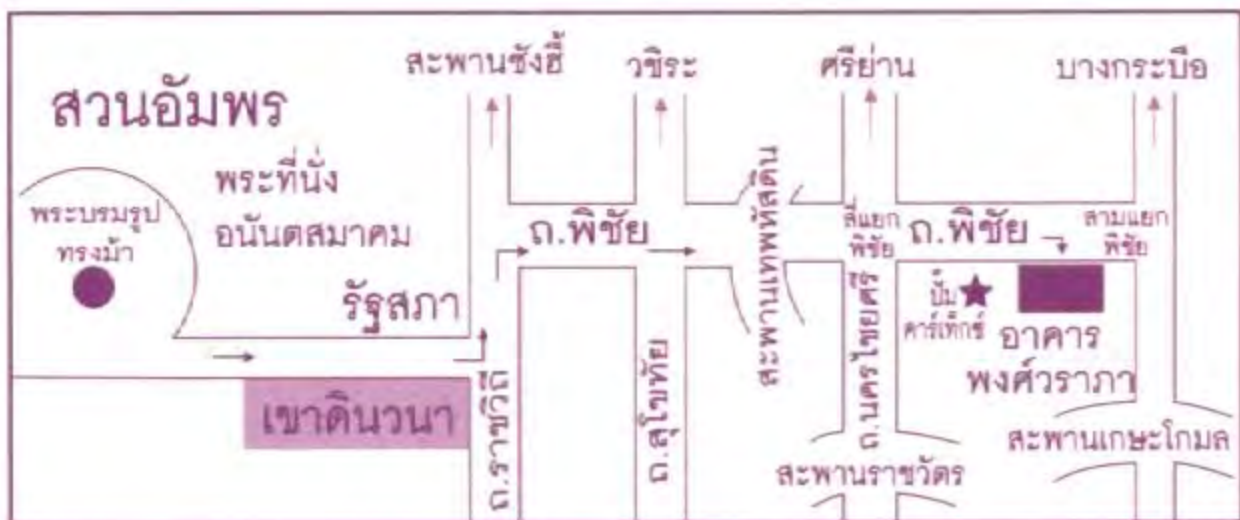 สะพานซังฮี้
วชิระ
ศรีย่าน
บางกระบือ
สวนอัมพร
พระที่นั่ง
อนันตสมาคม
พระบรมรูป
ทรงม้า
รัฐสภา
เขาดินวนา
ถ.ราชวิถี
ถ.พิชัย
ถ.สุโขทัย
สะพานเทพหัสดิน
สี่แยก
พิชัย
ถ.นครไชยศรี
ถ.พิชัย
สามแยก
พิชัย
ปั๊ม
คาร์เท็กซ์
อาคาร
พงศ์วราภา
สะพานราชวัตร
สะพานเกษะโกมล